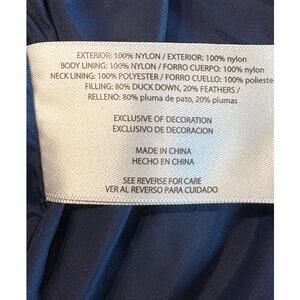 EXTERIOR: 100% NYLON / EXTERIOR: 100% nylon
BODY LINING: 100% NYLON / FORRO CUERPO: 100% nylon
NECK LINING: 100% POLYESTER / FORRO CUELLO: 100% poliester
FILLING: 80% DUCK DOWN, 20% FEATHERS /
RELLENO: 80% pluma de pato, 20% plumas
EXCLUSIVE OF DECORATION
EXCLUSIVO DE DECORACION
MADE IN CHINA
HECHO EN CHINA
SEE REVERSE FOR CARE
VER AL REVERSO PARA CUIDADO